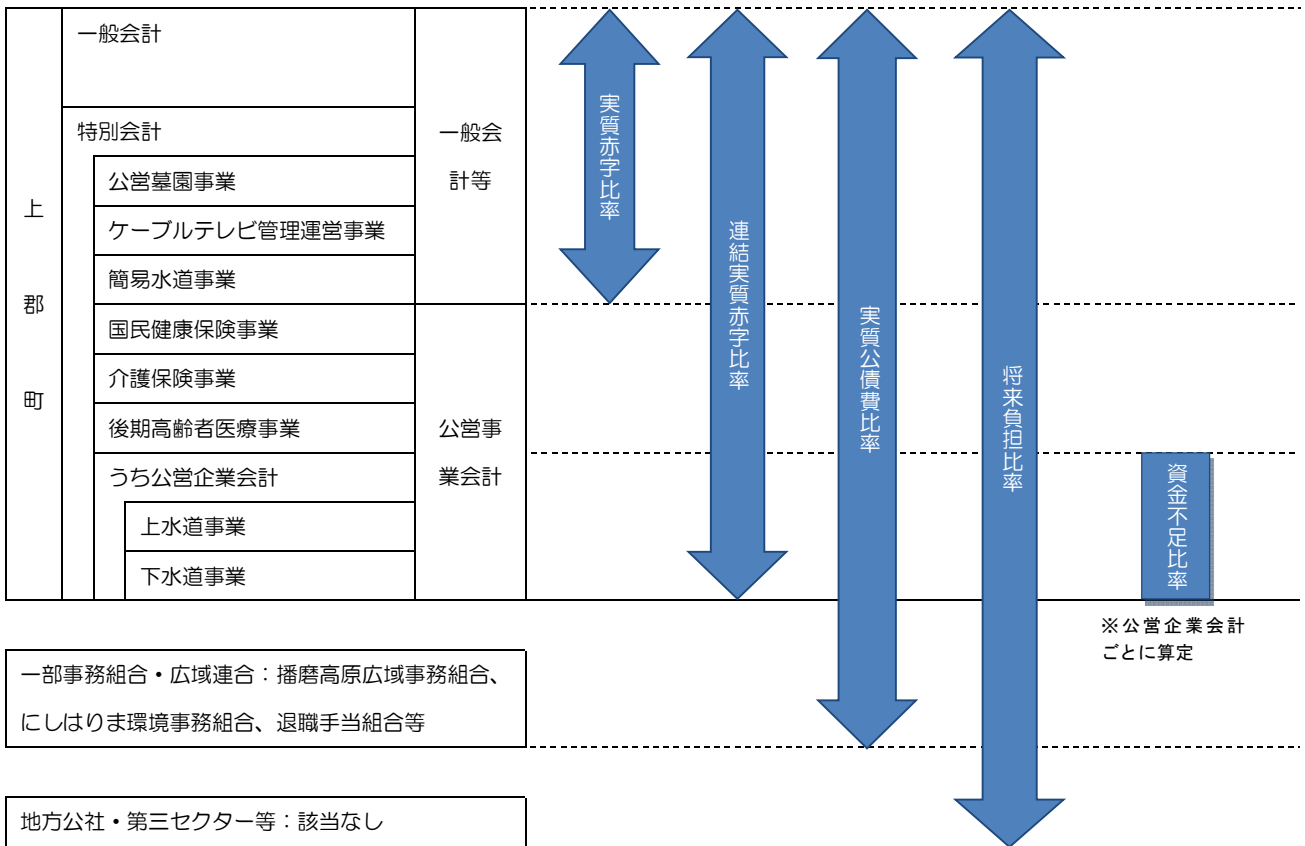 上郡町
一般会計
特別会計
公営墓園事業
ケーブルテレビ管理運営事業
簡易水道事業
国民健康保険事業
介護保険事業
後期高齢者医療事業
うち公営企業会計
上水道事業
下水道事業
一般会
計等
公営事
業会計
実質赤字比率
連結実質赤字比率
実質公債費比率
将来負担比率
資金不足比率
※公営企業会計
ごとに算定
一部事務組合・広域連合：播磨高原広域事務組合、
にしはりま環境事務組合、退職手当組合等
地方公社・第三セクター等：該当なし